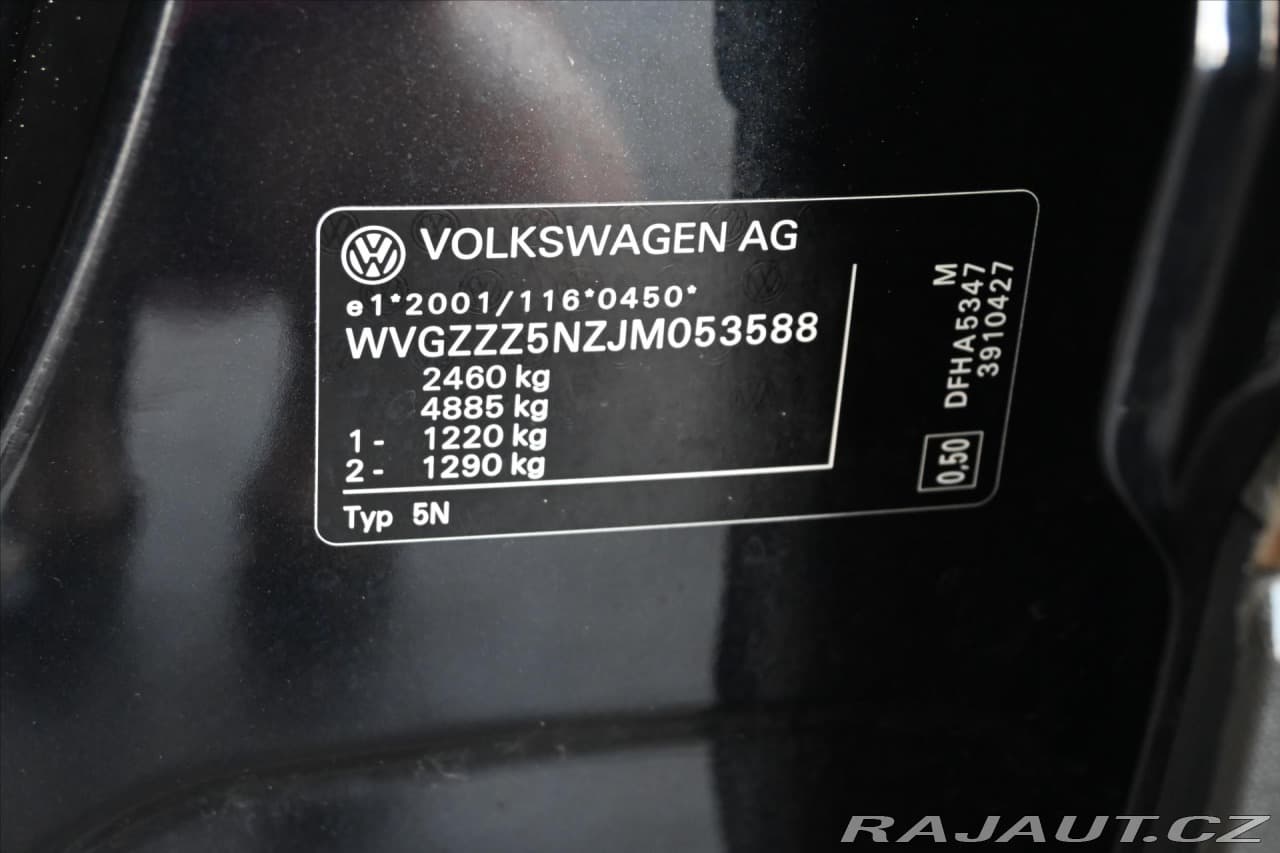 VOLKSWAGEN AG
e1*2001/116*0450*
WVGZZZ5NZJM053588
2460 kg
4885 kg
1 - 1220 kg
2 - 1290 kg
Typ 5N
M
DFHA5347
3910427
0,50
RAJAUT.CZ